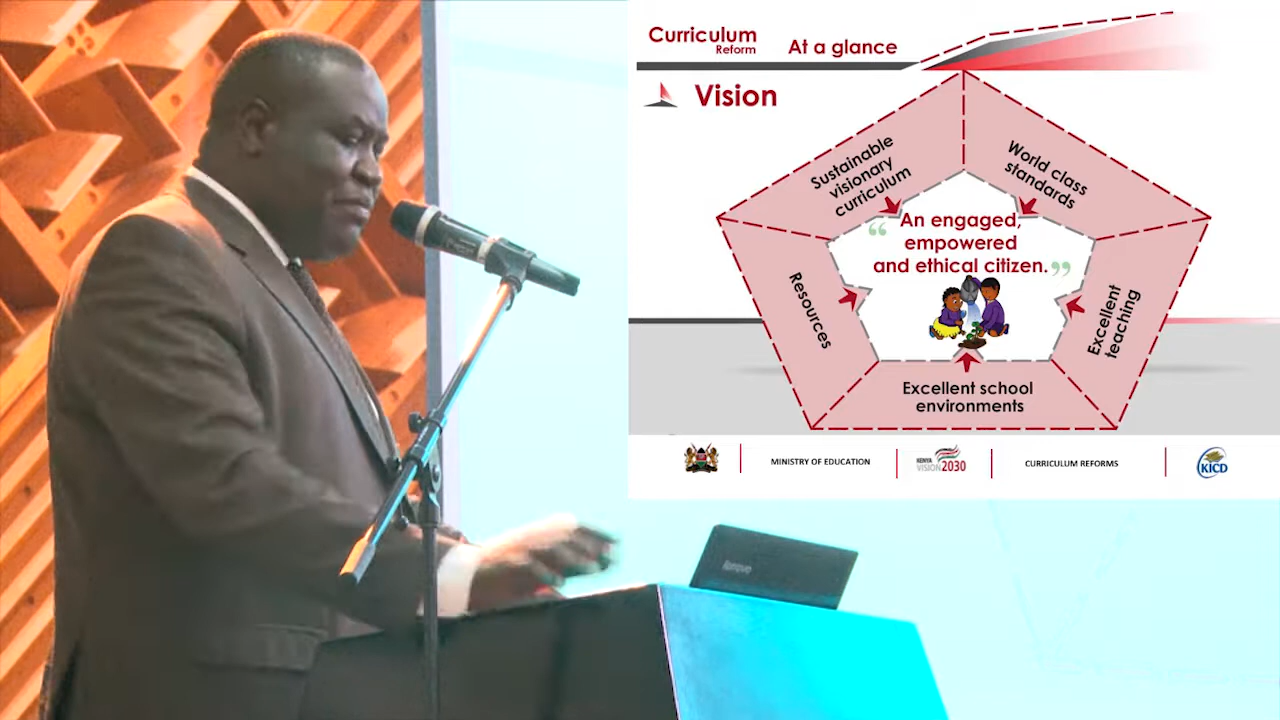 Curriculum
Reform
At a glance
Vision
Sustainable
visionary
curriculum
World class
standards
“An engaged,
empowered
and ethical citizen.”
Resources
Excellent
teaching
Excellent school
environments
MINISTRY OF EDUCATION
KENYA
VISION 2030
CURRICULUM REFORMS
KICD
lenovo